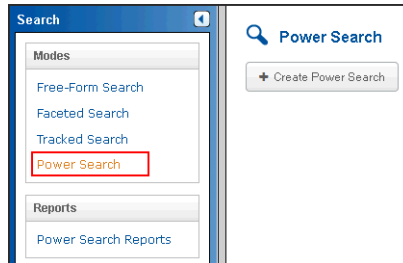 Search
Modes
Free-Form Search
Faceted Search
Tracked Search
Power Search
Reports
Power Search Reports
Power Search
+ Create Power Search